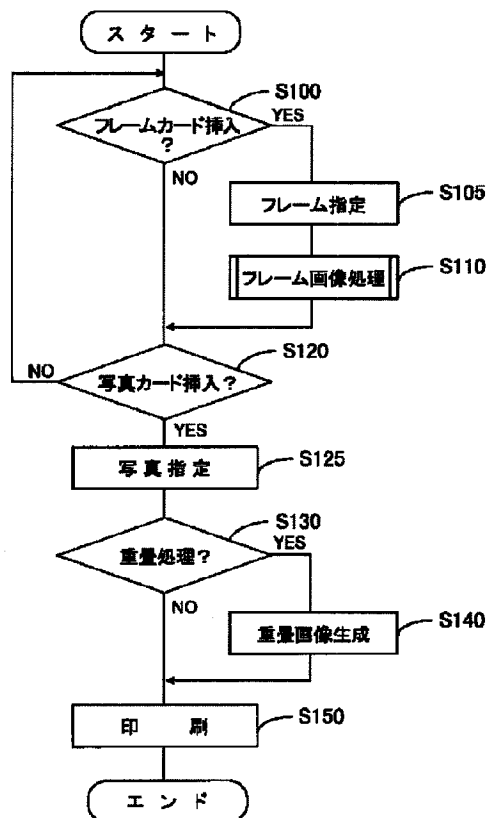 スタート
S100
フレームカード挿入
?
YES
NO
S105
フレーム指定
S110
フレーム画像処理
S120
NO
写真カード挿入?
YES
S125
写真指定
S130
重畳処理?
YES
NO
S140
重畳画像生成
S150
印刷
エンド